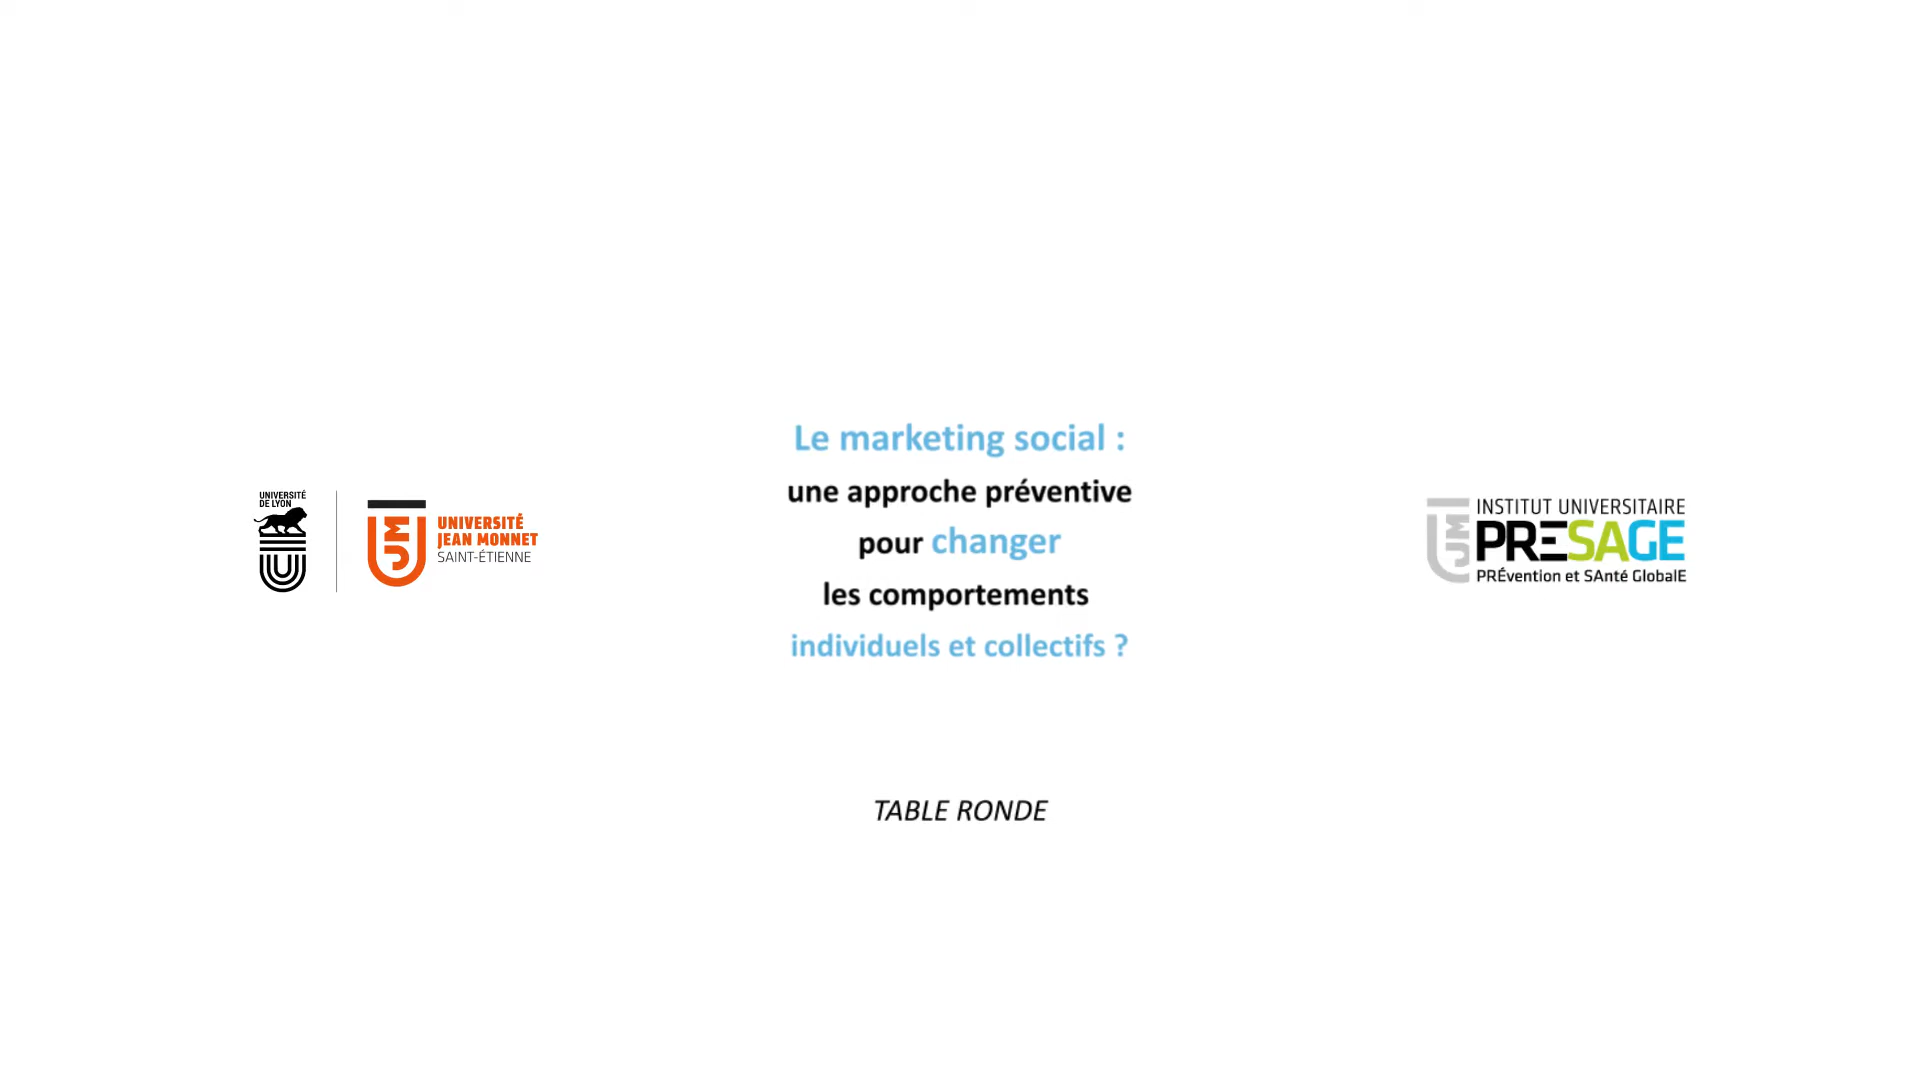 UNIVERSITÉ
DE LYON
UNIVERSITÉ
JEAN MONNET
SAINT-ÉTIENNE
Le marketing social :
une approche préventive
pour changer
les comportements
individuels et collectifs ?
TABLE RONDE
UJM
INSTITUT UNIVERSITAIRE
PRESAGE
PRÉvention et SAnté GlobalE